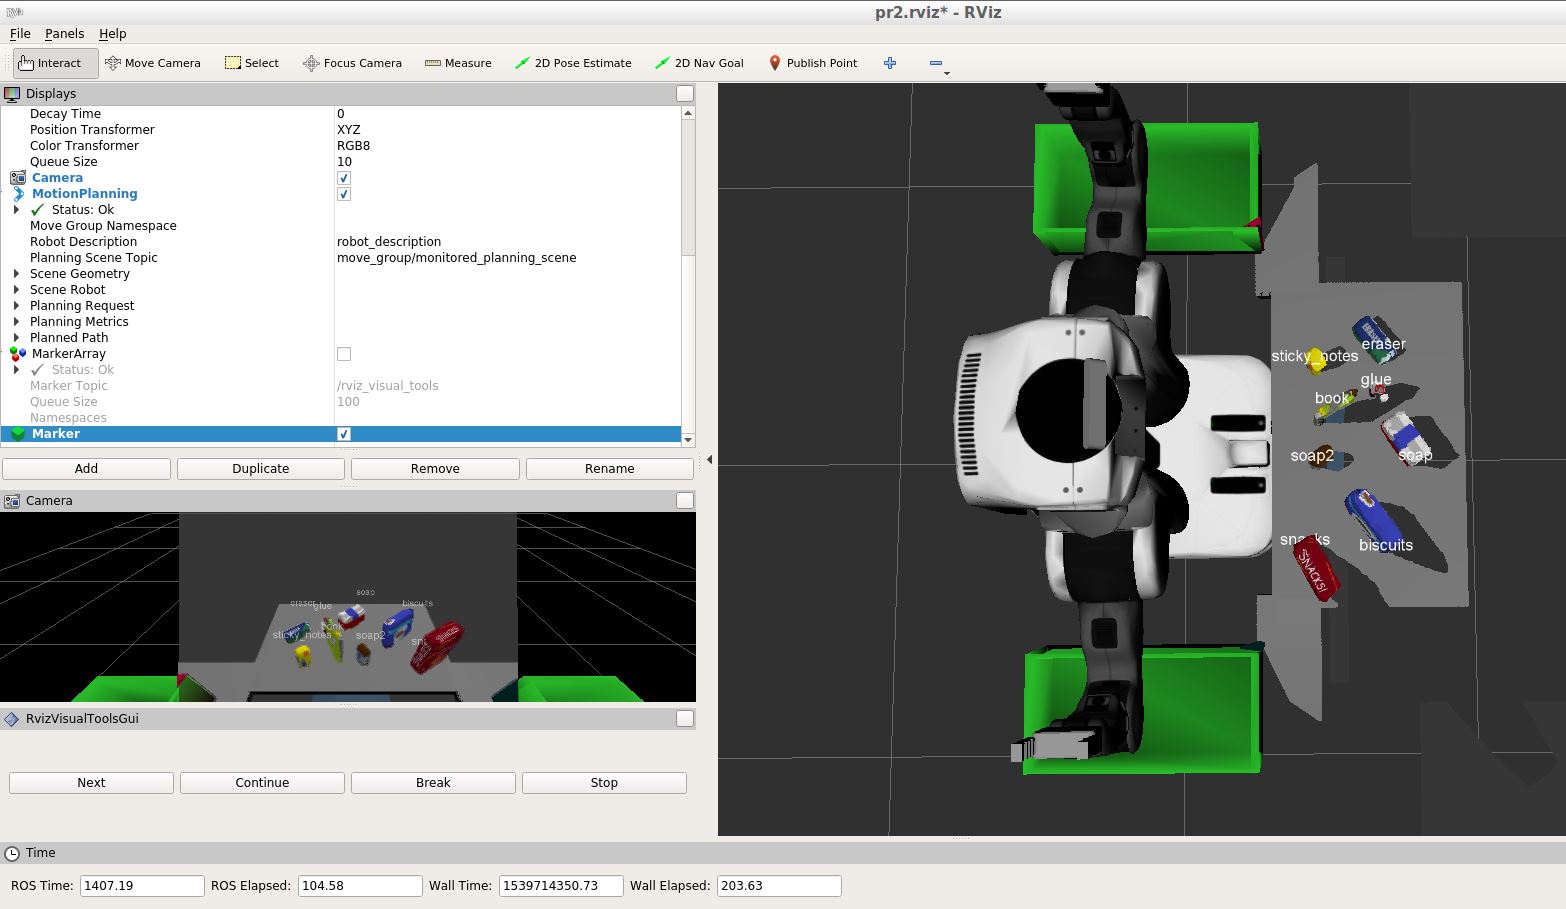 pr2.rviz* - RViz
File Panels Help
Interact Move Camera Select Focus Camera Measure 2D Pose Estimate 2D Nav Goal Publish Point
Displays
Decay Time 0
Position Transformer XYZ
Color Transformer RGB8
Queue Size 10
Camera
MotionPlanning
Status: Ok
Move Group Namespace
Robot Description robot_description
Planning Scene Topic move_group/monitored_planning_scene
Scene Geometry
Scene Robot
Planning Request
Planning Metrics
Planned Path
MarkerArray
Status: Ok
Marker Topic /rviz_visual_tools
Queue Size 100
Namespaces
Marker
Add Duplicate Remove Rename
Camera
soap
eraser glue biscuits
book
sticky_notes soap2
RvizVisualToolsGui
Next Continue Break Stop
eraser
sticky_notes
glue
book
soap2 soap
snacks
biscuits
SNACKS!
Time
ROS Time: 1407.19 ROS Elapsed: 104.58 Wall Time: 1539714350.73 Wall Elapsed: 203.63